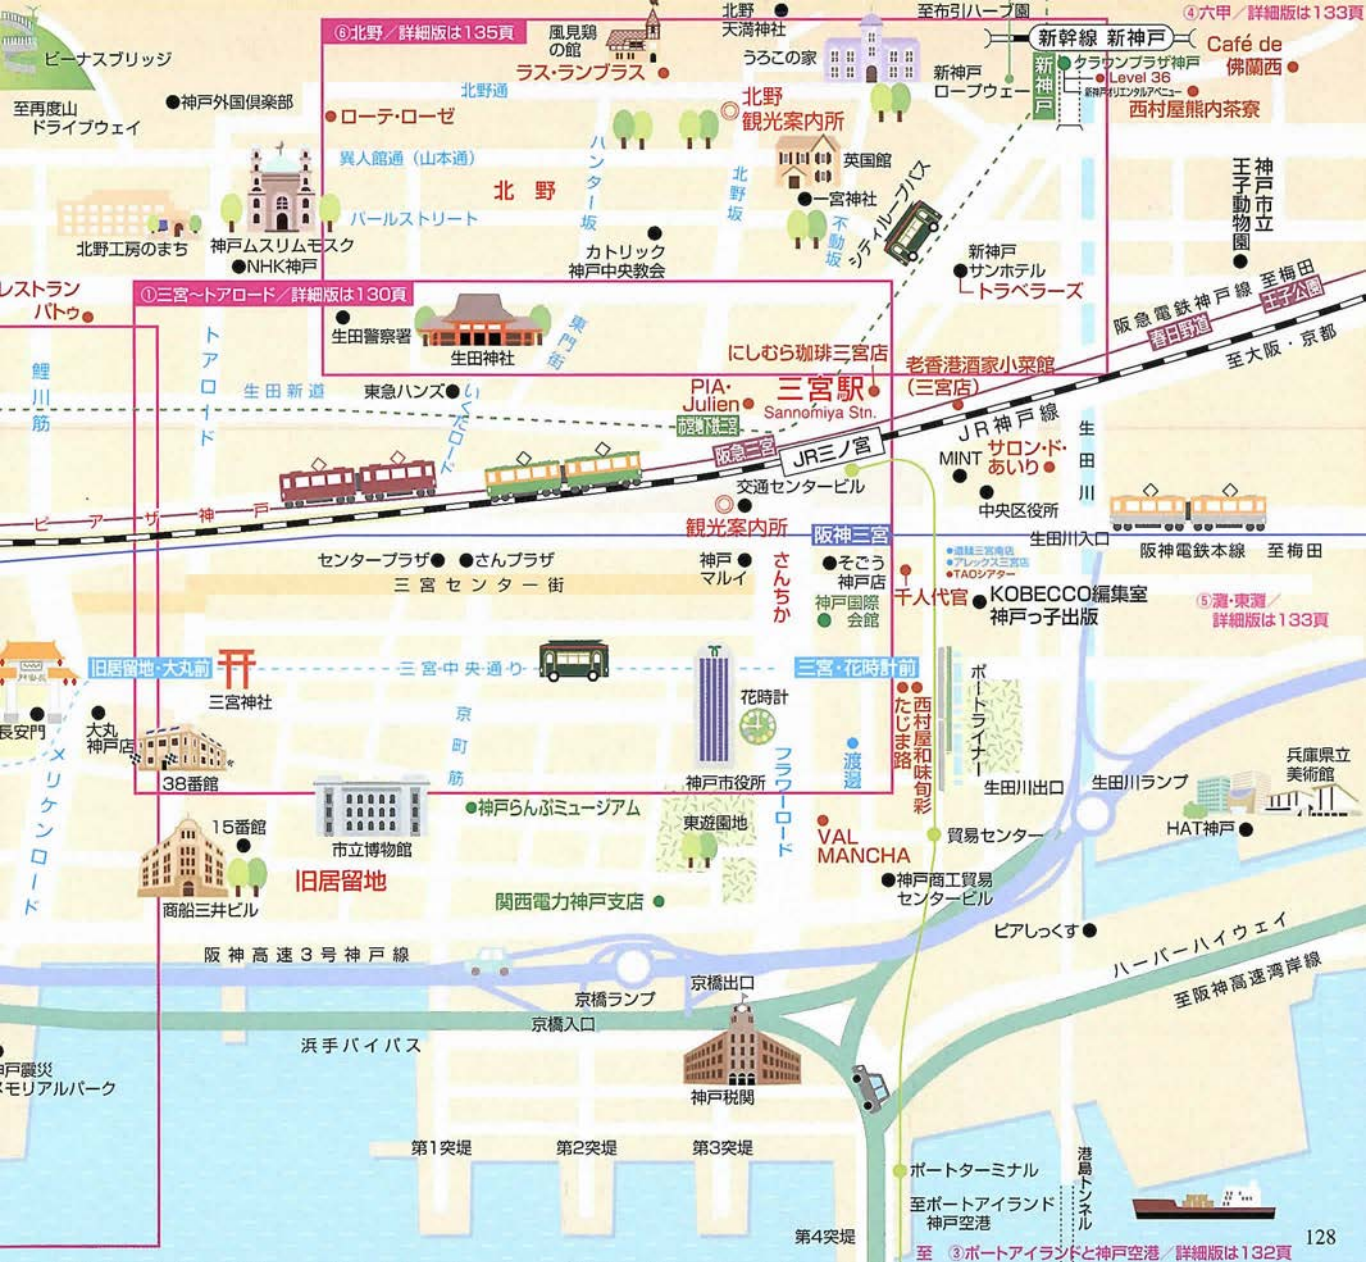 ⑥北野／詳細版は135頁
④六甲／詳細版は133頁
ビーナスブリッジ
至再度山
ドライブウェイ
神戸外国倶楽部
風見鶏
の館
ラス・ランブラス
北野
天満神社
うろこの家
至布引ハーブ園
新幹線 新神戸
新神戸
新神戸
ロープウェー
クラウンプラザ神戸
Level 36
新神戸オリエンタルアベニュー
西村屋熊内茶寮
Café de
佛蘭西
ローテ・ローゼ
北野通
北野
観光案内所
異人館通（山本通）
ハンター坂
北野坂
北野
パールストリート
英国館
一宮神社
不動坂
シティループバス
神戸市立
王子動物園
北野工房のまち
神戸ムスリムモスク
NHK神戸
カトリック
神戸中央教会
新神戸
サンホテル
トラベラーズ
レストラン
パトゥ
①三宮～トアロード／詳細版は130頁
生田警察署
生田神社
東門街
にしむら珈琲三宮店
老香港酒家小菜館
（三宮店）
阪急電鉄神戸線 至梅田
春日野道
王子公園
至大阪・京都
鯉川筋
トアロード
生田新道
東急ハンズ
いくたロード
PIA・
Julien
三宮駅
Sannomiya Stn.
市営地下鉄三宮
阪急三宮
JR三ノ宮
JR神戸線
MINT
サロン・ド・
あいり
中央区役所
生田川
ピアザ神戸
交通センタービル
観光案内所
阪神三宮
生田川入口
阪神電鉄本線 至梅田
センタープラザ
さんプラザ
三宮センター街
神戸
マルイ
さんちか
そごう
神戸店
神戸国際
会館
千人代官
アレックス三宮店
TAOシアター
KOBECCO編集室
神戸っ子出版
⑤灘・東灘／
詳細版は133頁
旧居留地・大丸前
三宮神社
三宮中央通り
三宮・花時計前
花時計
長安門
大丸
神戸店
38番館
メリケンロード
京町筋
神戸市役所
フラワーロード
渡邊
たじま路
西村屋和味旬彩
ポートライナー
生田川出口
生田川ランプ
兵庫県立
美術館
HAT神戸
市立博物館
神戸らんぷミュージアム
東遊園地
VAL
MANCHA
貿易センター
15番館
商船三井ビル
旧居留地
関西電力神戸支店
神戸商工貿易
センタービル
ピアしっくす
阪神高速3号神戸線
京橋ランプ
京橋出口
京橋入口
ハーバーハイウェイ
至阪神高速湾岸線
浜手バイパス
神戸税関
戸震災
モリアルパーク
第1突堤
第2突堤
第3突堤
第4突堤
ポートターミナル
至ポートアイランド
神戸空港
港島トンネル
128
至 ③ポートアイランドと神戸空港／詳細版は132頁